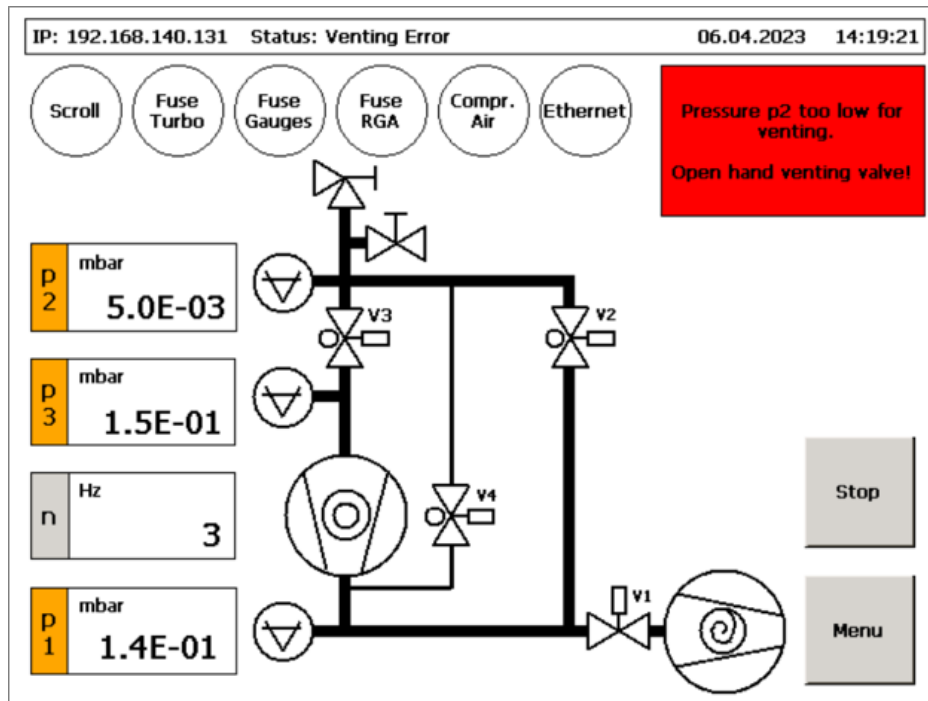 IP: 192.168.140.131 Status: Venting Error 06.04.2023 14:19:21
Scroll
Fuse
Turbo
Fuse
Gauges
Fuse
RGA
Compr.
Air
Ethernet
Pressure p2 too low for
venting.
Open hand venting valve!
p
2
mbar
5.0E-03
V3
V2
p
3
mbar
1.5E-01
n
Hz
3
V4
Stop
p
1
mbar
1.4E-01
V1
Menu